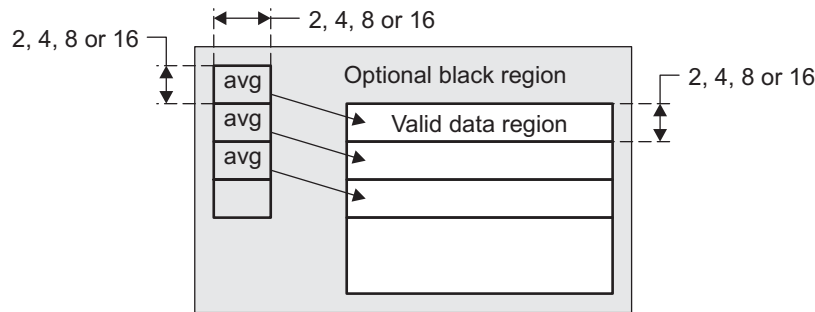 2, 4, 8 or 16
2, 4, 8 or 16
avg
Optional black region
2, 4, 8 or 16
avg
Valid data region
avg